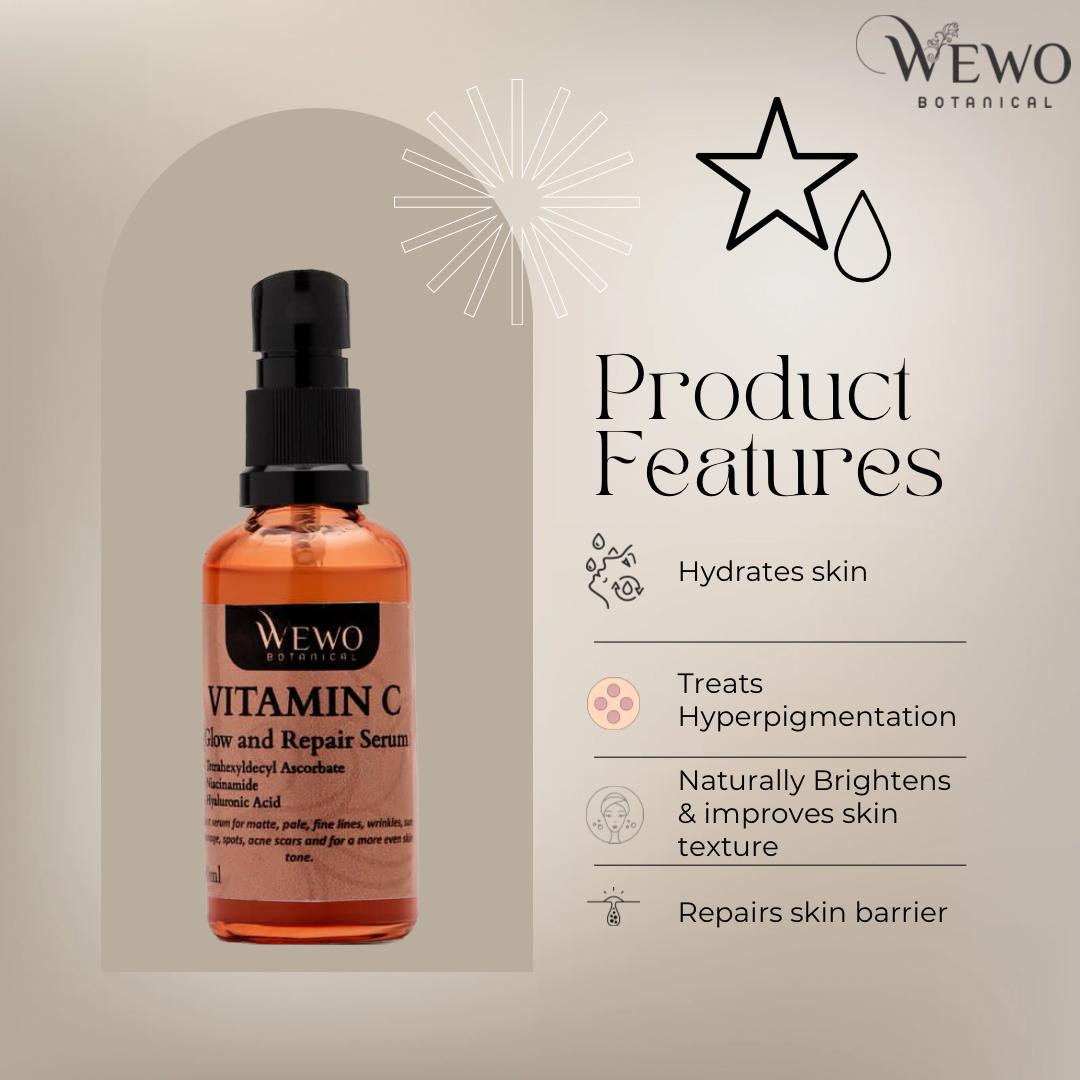 WEWO
BOTANICAL
Product
Features
Hydrates skin
Treats
Hyperpigmentation
Naturally Brightens
& improves skin
texture
Repairs skin barrier
WEWO
BOTANICAL
VITAMIN C
Glow and Repair Serum
Tetrahexyldecyl Ascorbate
Niacinamide
Hyaluronic Acid
serum for matte, pale, fine lines, wrinkles,
spots, acne scars and for a more even skin
tone.
ml